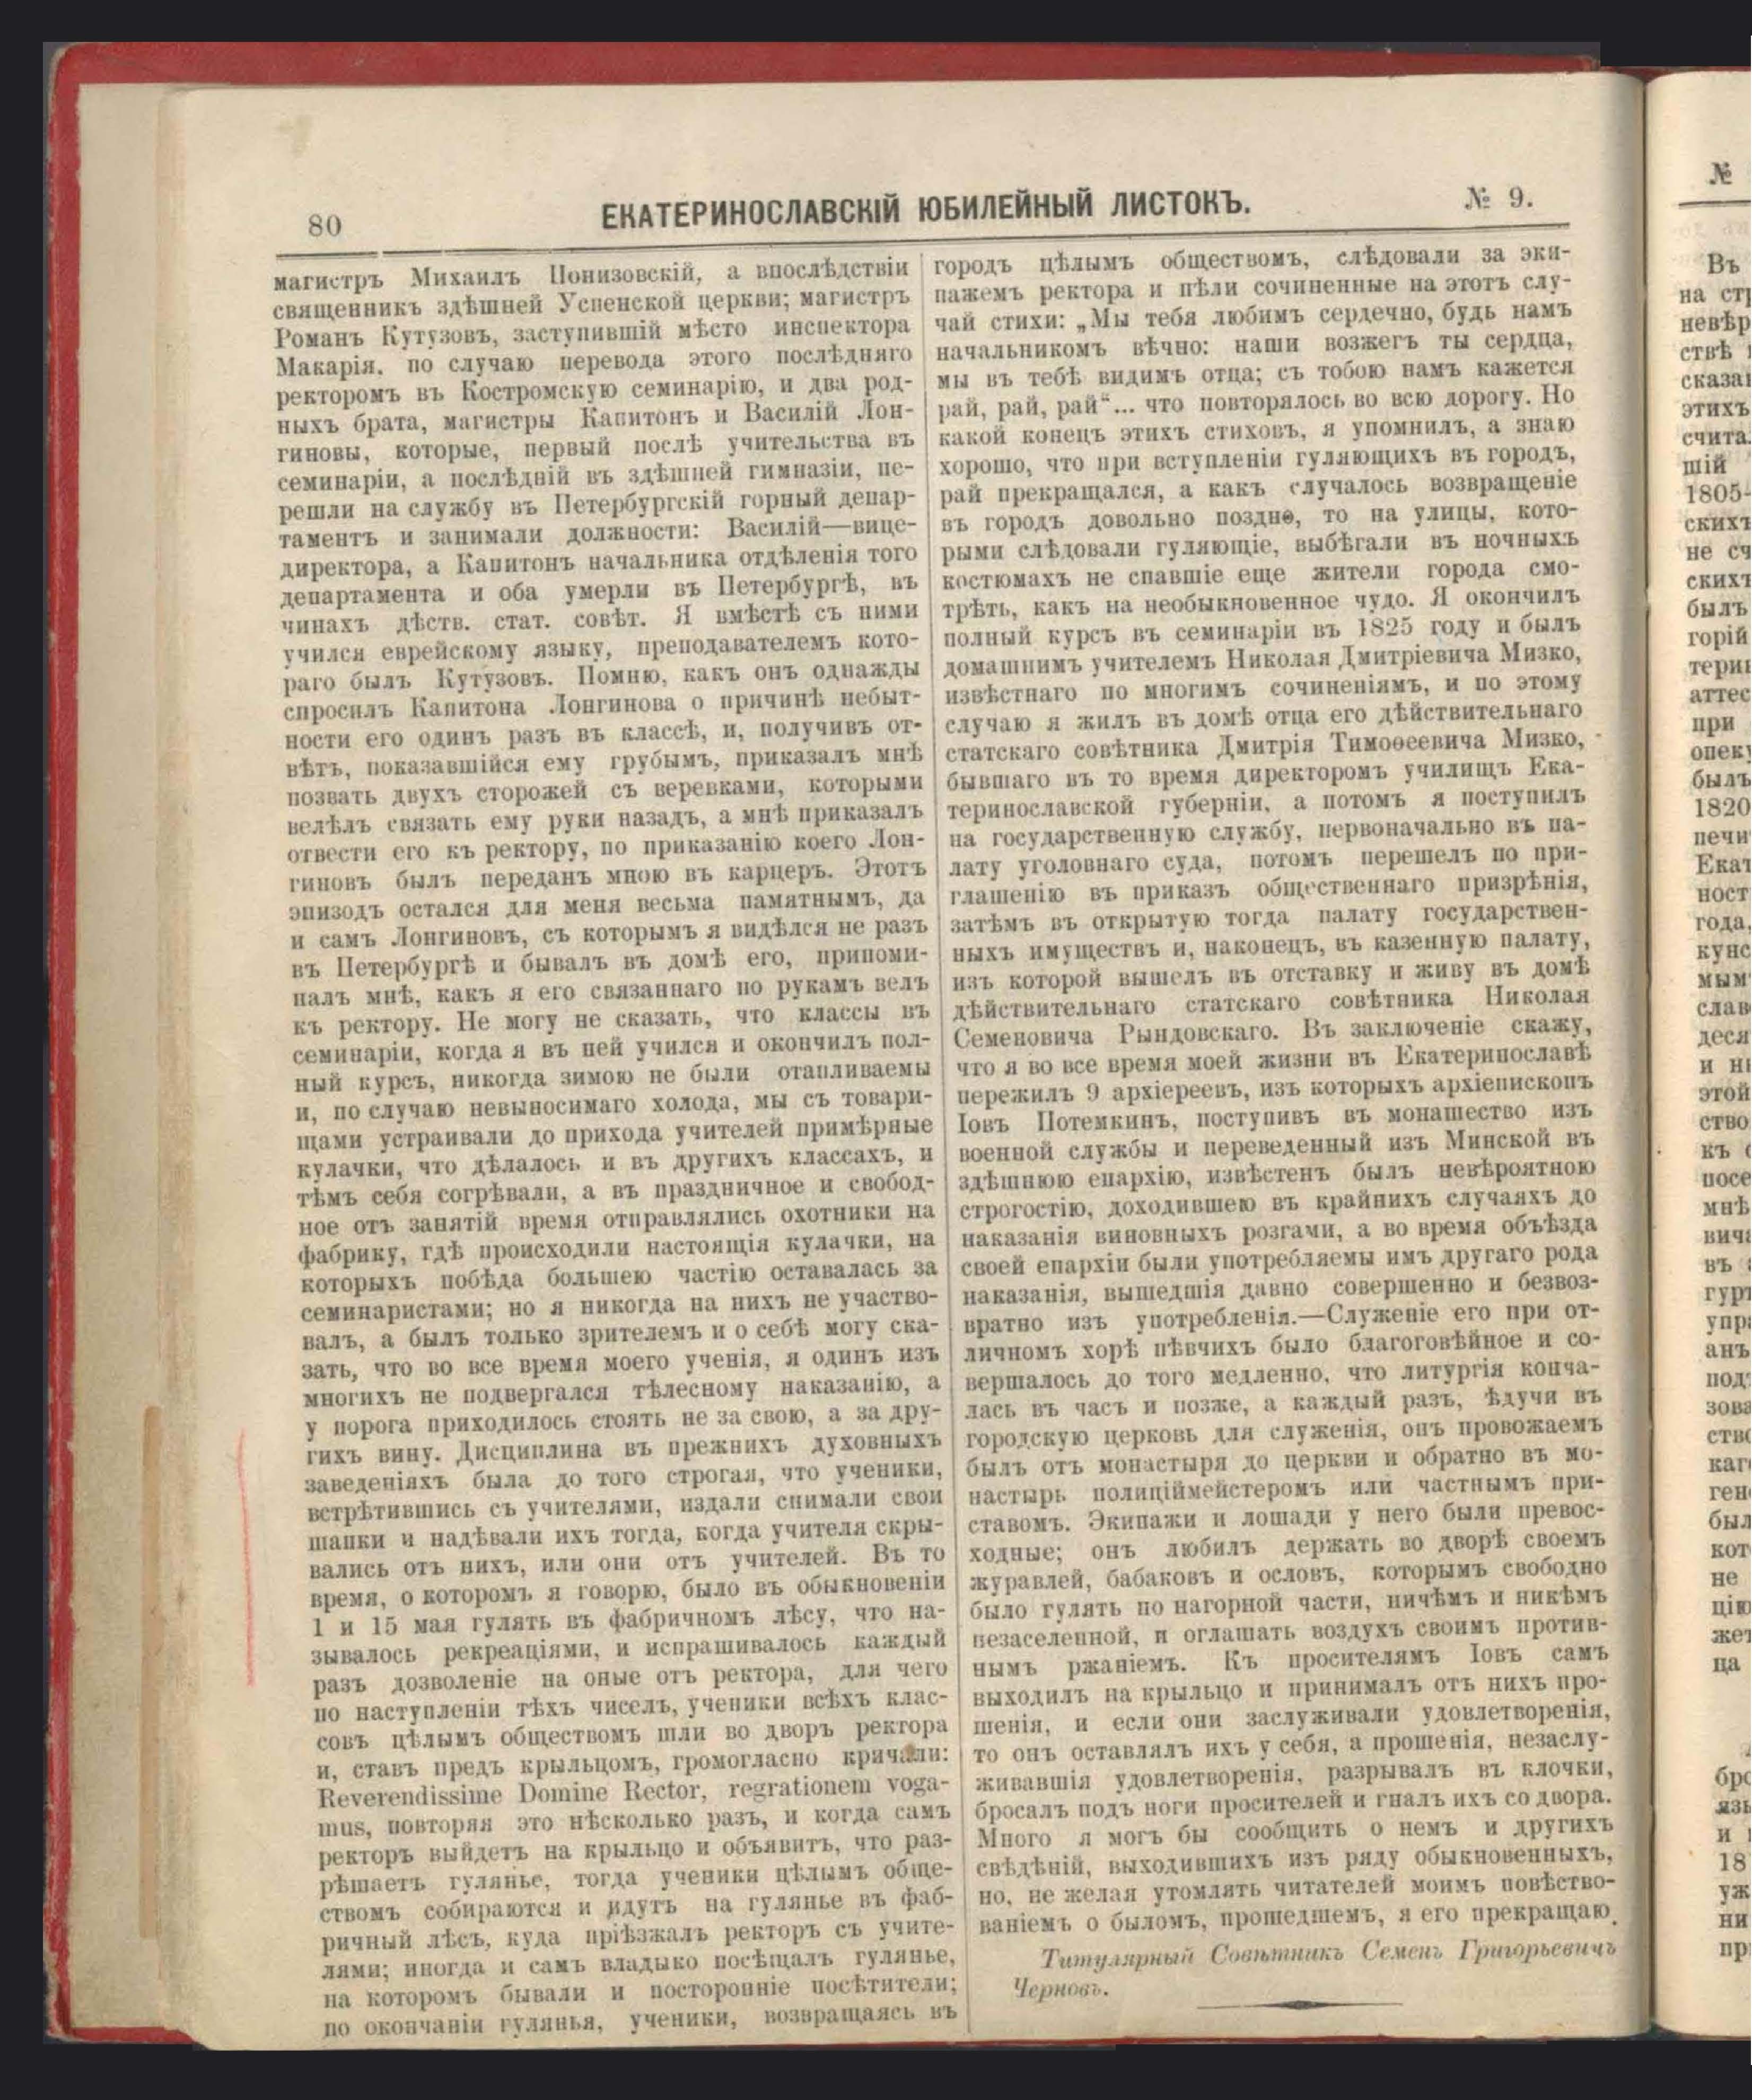 80
ЕКАТЕРИНОСЛАВСКІЙ ЮБИЛЕЙНЫЙ ЛИСТОКЪ.
№ 9.
магистръ Михаилъ Понизовскій, а впослѣдствіи
священникъ здѣшней Успенской церкви; магистръ
Романъ Кутузовъ, заступившій мѣсто инспектора
Макарія. по случаю перевода этого послѣдняго
ректоромъ въ Костромскую семинарію, и два род-
ныхъ брата, магистры Капитонъ и Василій Лон-
гиновы, которые, первый послѣ учительства въ
семинаріи, а послѣдній въ здѣшней гимназіи, пе-
решли на службу въ Петербургскій горный депар-
таментъ и занимали должности: Василій—вице-
директора, а Капитонъ начальника отдѣленія того
департамента и оба умерли въ Петербургѣ, въ
чинахъ дѣств. стат. совѣт. Я вмѣстѣ съ ними
учился еврейскому языку, преподавателемъ кото-
раго былъ Кутузовъ. Помню, какъ онъ однажды
спросилъ Капитона Лонгинова о причинѣ небыт-
ности его одинъ разъ въ классѣ, и, получивъ от-
вѣтъ, показавшійся ему грубымъ, приказалъ мнѣ
позвать двухъ сторожей съ веревками, которыми
велѣлъ связать ему руки назадъ, а мнѣ приказалъ
отвести его къ ректору, по приказанію коего Лон-
гиновъ былъ переданъ мною въ карцеръ. Этотъ
эпизодъ остался для меня весьма памятнымъ, да
и самъ Лонгиновъ, съ которымъ я видѣлся не разъ
въ Петербургѣ и бывалъ въ домѣ его, припоми-
налъ мнѣ, какъ я его связаннаго по рукамъ велъ
къ ректору. Не могу не сказать, что классы въ
семинаріи, когда я въ ней учился и окончилъ пол-
ный курсъ, никогда зимою не были отапливаемы
и, по случаю невыносимаго холода, мы съ товари-
щами устраивали до прихода учителей примѣрные
кулачки, что дѣлалось и въ другихъ классахъ, и
тѣмъ себя согрѣвали, а въ праздничное и свобод-
ное отъ занятій время отправлялись охотники на
фабрику, гдѣ происходили настоящія кулачки, на
которыхъ побѣда большею частію оставалась за
семинаристами; но я никогда на нихъ не участво-
валъ, а былъ только зрителемъ и о себѣ могу ска-
зать, что во все время моего ученія, я одинъ изъ
многихъ не подвергался тѣлесному наказанію, а
у порога приходилось стоять не за свою, а за дру-
гихъ вину. Дисциплина въ прежнихъ духовныхъ
заведеніяхъ была до того строгая, что ученики,
встрѣтившись съ учителями, издали снимали свои
шапки и надѣвали ихъ тогда, когда учителя скры-
вались отъ нихъ, или они отъ учителей. Въ то
время, о которомъ я говорю, было въ обыкновеніи
1 и 15 мая гулять въ фабричномъ лѣсу, что на-
зывалось рекреаціями, и испрашивалось каждый
разъ дозволеніе на оные отъ ректора, для чего
по наступленіи тѣхъ чиселъ, ученики всѣхъ клас-
совъ цѣлымъ обществомъ шли во дворъ ректора
и, ставъ предъ крыльцомъ, громогласно кричали:
Reverendissime Domine Rector, regrationem voga-
mus, повторяя это нѣсколько разъ, и когда самъ
ректоръ выйдетъ на крыльцо и объявитъ, что раз-
рѣшаетъ гулянье, тогда ученики цѣлымъ обще-
ствомъ собираются и идутъ на гулянье въ фаб-
ричный лѣсъ, куда пріѣзжалъ ректоръ съ учите-
лями; иногда и самъ владыко посѣщалъ гулянье,
на которомъ бывали и посторонніе посѣтители;
по окончаніи гулянья, ученики, возвращаясь въ
городъ цѣлымъ обществомъ, слѣдовали за эки-
пажемъ ректора и пѣли сочиненные на этотъ слу-
чай стихи: „Мы тебя любимъ сердечно, будь намъ
начальникомъ вѣчно: наши возжегъ ты сердца,
мы въ тебѣ видимъ отца; съ тобою намъ кажется
рай, рай, рай“... что повторялось во всю дорогу. Но
какой конецъ этихъ стиховъ, я упомнилъ, а знаю
хорошо, что при вступленіи гуляющихъ въ городъ,
рай прекращался, а какъ случалось возвращеніе
въ городъ довольно поздно, то на улицы, кото-
рыми слѣдовали гуляющіе, выбѣгали въ ночныхъ
костюмахъ не спавшіе еще жители города смо-
трѣть, какъ на необыкновенное чудо. Я окончилъ
полный курсъ въ семинаріи въ 1825 году и былъ
домашнимъ учителемъ Николая Дмитріевича Мизко,
извѣстнаго по многимъ сочиненіямъ, и по этому
случаю я жилъ въ домѣ отца его дѣйствительнаго
статскаго совѣтника Дмитрія Тимоѳеевича Мизко,
бывшаго въ то время директоромъ училищъ Ека-
теринославской губерніи, а потомъ я поступилъ
на государственную службу, первоначально въ па-
лату уголовнаго суда, потомъ перешелъ по при-
глашенію въ приказъ общественнаго призрѣнія,
затѣмъ въ открытую тогда палату государствен-
ныхъ имуществъ и, наконецъ, въ казенную палату,
изъ которой вышелъ въ отставку и живу въ домѣ
дѣйствительнаго статскаго совѣтника Николая
Семеновича Рындовскаго. Въ заключеніе скажу,
что я во все время моей жизни въ Екатеринославѣ
пережилъ 9 архіереевъ, изъ которыхъ архіепископъ
Іовъ Потемкинъ, поступивъ въ монашество изъ
военной службы и переведенный изъ Минской въ
здѣшнюю епархію, извѣстенъ былъ невѣроятною
строгостію, доходившею въ крайнихъ случаяхъ до
наказанія виновныхъ розгами, а во время объѣзда
своей епархіи были употребляемы имъ другаго рода
наказанія, вышедшія давно совершенно и безвоз-
вратно изъ употребленія.—Служеніе его при от-
личномъ хорѣ пѣвчихъ было благоговѣйное и со-
вершалось до того медленно, что литургія конча-
лась въ часъ и позже, а каждый разъ, ѣдучи въ
городскую церковь для служенія, онъ провожаемъ
былъ отъ монастыря до церкви и обратно въ мо-
настырь полиціймейстеромъ или частнымъ при-
ставомъ. Экипажи и лошади у него были превос-
ходные; онъ любилъ держать во дворѣ своемъ
журавлей, бабаковъ и ословъ, которымъ свободно
было гулять по нагорной части, ничѣмъ и никѣмъ
незаселенной, и оглашать воздухъ своимъ против-
нымъ ржаніемъ. Къ просителямъ Іовъ самъ
выходилъ на крыльцо и принималъ отъ нихъ про-
шенія, и если они заслуживали удовлетворенія,
то онъ оставлялъ ихъ у себя, а прошенія, незаслу-
живавшія удовлетворенія, разрывалъ въ клочки,
бросалъ подъ ноги просителей и гналъ ихъ со двора.
Много я могъ бы сообщить о немъ и другихъ
свѣдѣній, выходившихъ изъ ряду обыкновенныхъ,
но, не желая утомлять читателей моимъ повѣство-
ваніемъ о быломъ, прошедшемъ, я его прекращаю.
Титулярный Совѣтникъ Семенъ Григорьевичъ
Черновъ.